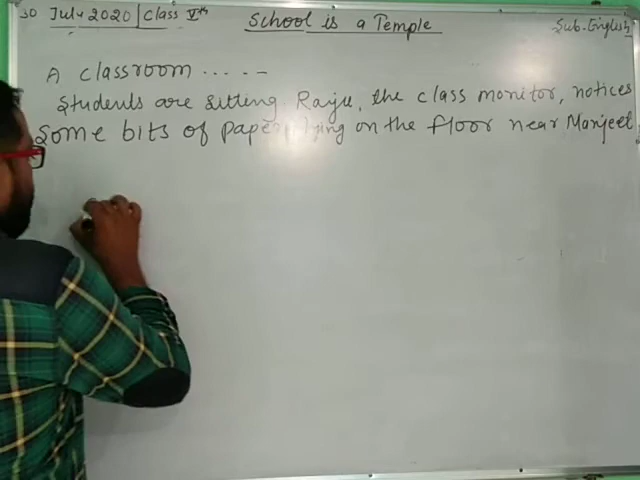 30 July 2020 | Class Vth School is a Temple Sub-English
A classroom ......
Students are sitting. Raju, the class monitor, notices
some bits of paper lying on the floor near Manjeet